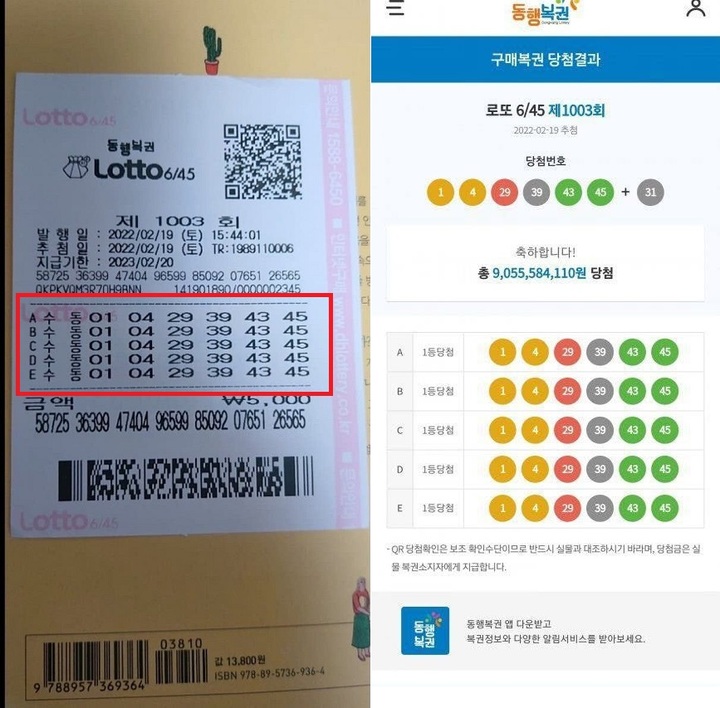 Lotto 6/45
동행복권
Lotto 6/45
제 1003 회
발 행 일 : 2022/02/19 (토) 15:44:01
추 첨 일 : 2022/02/19 (토) TR:1989110006
지급기한 : 2023/02/20
58725 36399 47404 96599 85092 07651 26565
141901890/0000002345
A 수 동 01 04 29 39 43 45
B 수 동 01 04 29 39 43 45
C 수 동 01 04 29 39 43 45
D 수 동 01 04 29 39 43 45
E 수 동 01 04 29 39 43 45
금액 ₩5,000
58725 36399 47404 96599 85092 07651 26565
Lotto 6/45
1588-6450
03810
값 13,800원
ISBN 978-89-5736-936-4
9 788957 369364
동행복권
구매복권 당첨결과
로또 6/45 제1003회
2022-02-19 추첨
당첨번호
1 4 29 39 43 45 + 31
축하합니다!
총 9,055,584,110원 당첨
A 1등당첨 1 4 29 39 43 45
B 1등당첨 1 4 29 39 43 45
C 1등당첨 1 4 29 39 43 45
D 1등당첨 1 4 29 39 43 45
E 1등당첨 1 4 29 39 43 45
- QR 당첨확인은 보조 확인수단이므로 반드시 실물과 대조하시기 바라며, 당첨금은 실
물 복권소지자에게 지급합니다.
동행복권
동행복권 앱 다운받고
복권정보와 다양한 알림서비스를 받아보세요.